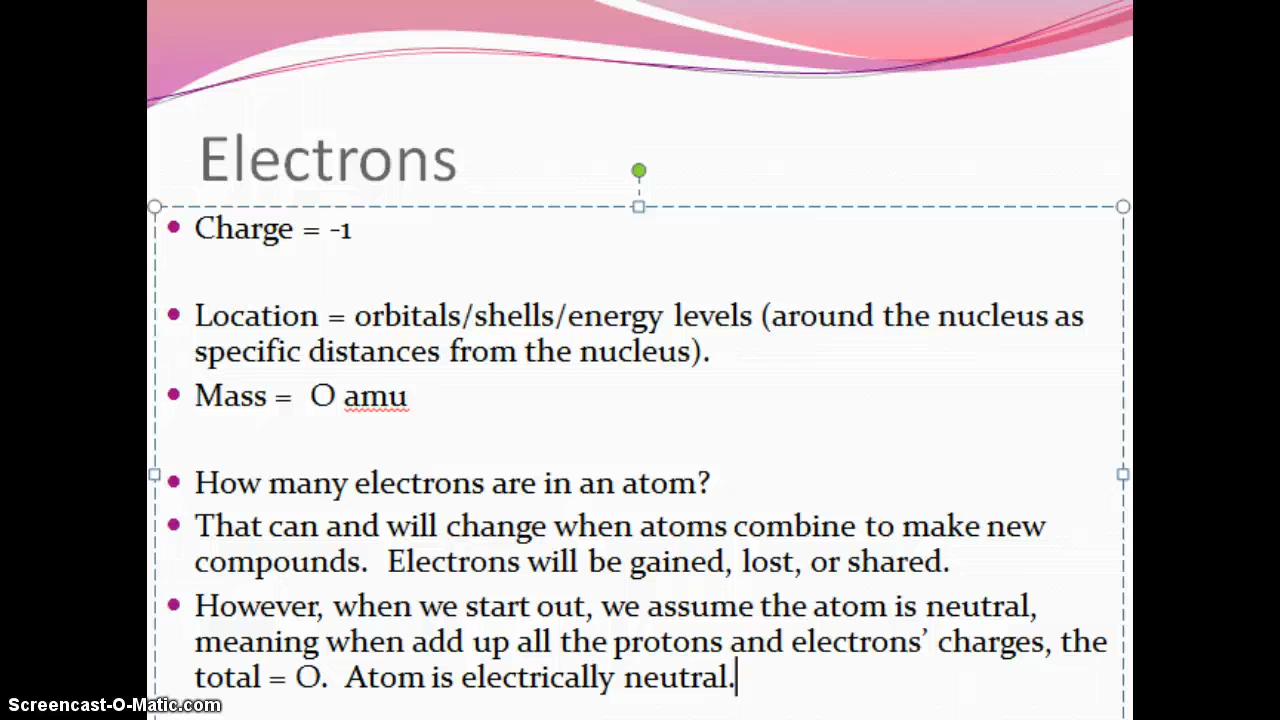 Electrons
• Charge = -1
• Location = orbitals/shells/energy levels (around the nucleus as
specific distances from the nucleus).
• Mass =  O amu
• How many electrons are in an atom?
• That can and will change when atoms combine to make new
compounds.  Electrons will be gained, lost, or shared.
• However, when we start out, we assume the atom is neutral,
meaning when add up all the protons and electrons’ charges, the
total = O.  Atom is electrically neutral.
Screencast-O-Matic.com